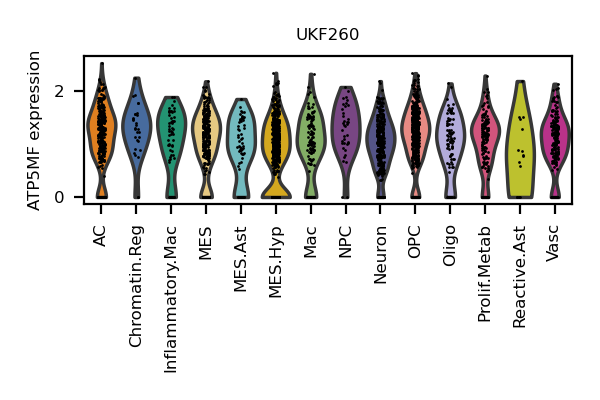 UKF260
ATP5MF expression
2
0
AC
Chromatin.Reg
Inflammatory.Mac
MES
MES.Ast
MES.Hyp
Mac
NPC
Neuron
OPC
Oligo
Prolif.Metab
Reactive.Ast
Vasc